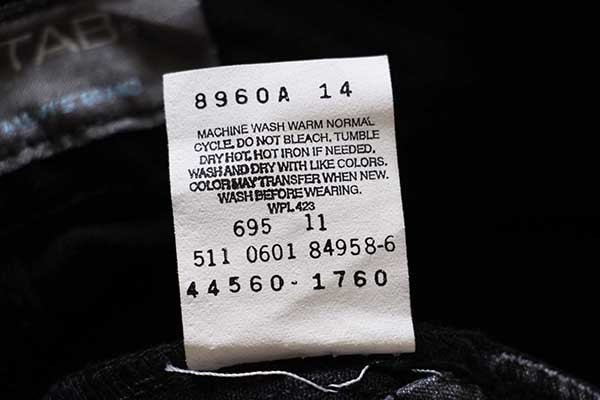 TAB
8960A 14
MACHINE WASH WARM NORMAL
CYCLE, DO NOT BLEACH, TUMBLE
DRY HOT, HOT IRON IF NEEDED.
WASH AND DRY WITH LIKE COLORS.
COLOR MAY TRANSFER WHEN NEW.
WASH BEFORE WEARING.
WPL 423
695 11
511 0601 84958-6
44560-1760